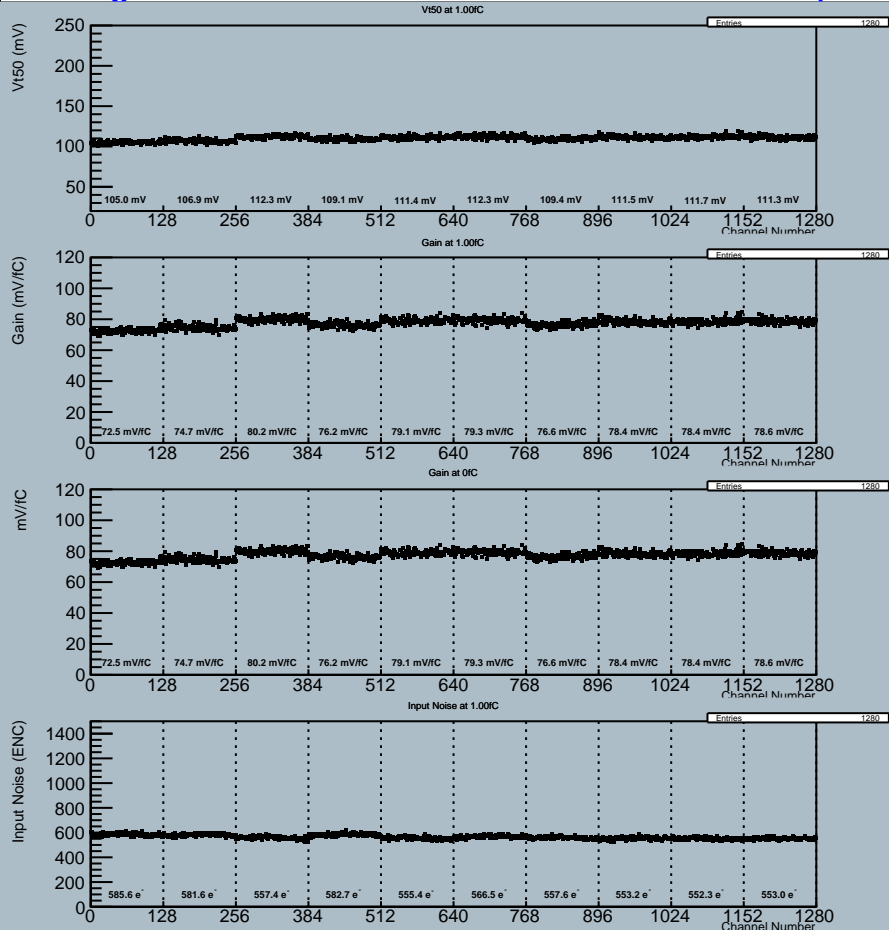 Vt50 at 1.00fC
Entries 1280
Vt50 (mV)
250
200
150
100
50
105.0 mV 106.9 mV 112.3 mV 109.1 mV 111.4 mV 112.3 mV 109.4 mV 111.5 mV 111.7 mV 111.3 mV
0 128 256 384 512 640 768 896 1024 1152 1280
Channel Number
Gain at 1.00fC
Entries 1280
Gain (mV/fC)
120
100
80
60
40
20
0
72.5 mV/fC 74.7 mV/fC 80.2 mV/fC 76.2 mV/fC 79.1 mV/fC 79.3 mV/fC 76.6 mV/fC 78.4 mV/fC 78.4 mV/fC 78.6 mV/fC
0 128 256 384 512 640 768 896 1024 1152 1280
Channel Number
Gain at 0fC
Entries 1280
mV/fC
120
100
80
60
40
20
0
72.5 mV/fC 74.7 mV/fC 80.2 mV/fC 76.2 mV/fC 79.1 mV/fC 79.3 mV/fC 76.6 mV/fC 78.4 mV/fC 78.4 mV/fC 78.6 mV/fC
0 128 256 384 512 640 768 896 1024 1152 1280
Channel Number
Input Noise at 1.00fC
Entries 1280
Input Noise (ENC)
1400
1200
1000
800
600
400
200
0
585.6 e⁻ 581.6 e⁻ 557.4 e⁻ 582.7 e⁻ 555.4 e⁻ 566.5 e⁻ 557.6 e⁻ 553.2 e⁻ 552.3 e⁻ 553.0 e⁻
0 128 256 384 512 640 768 896 1024 1152 1280
Channel Number